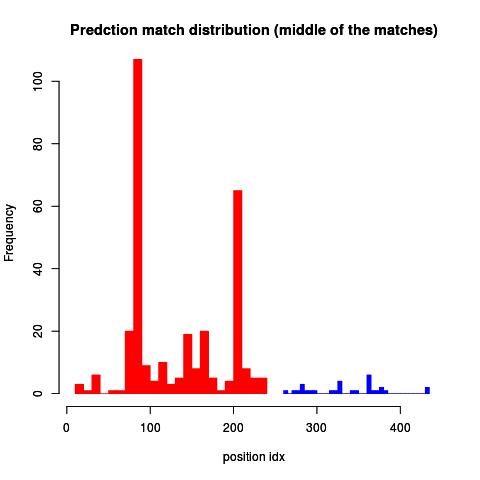 Predction match distribution (middle of the matches)
Frequency
100
80
60
40
20
0
0 100 200 300 400
position idx